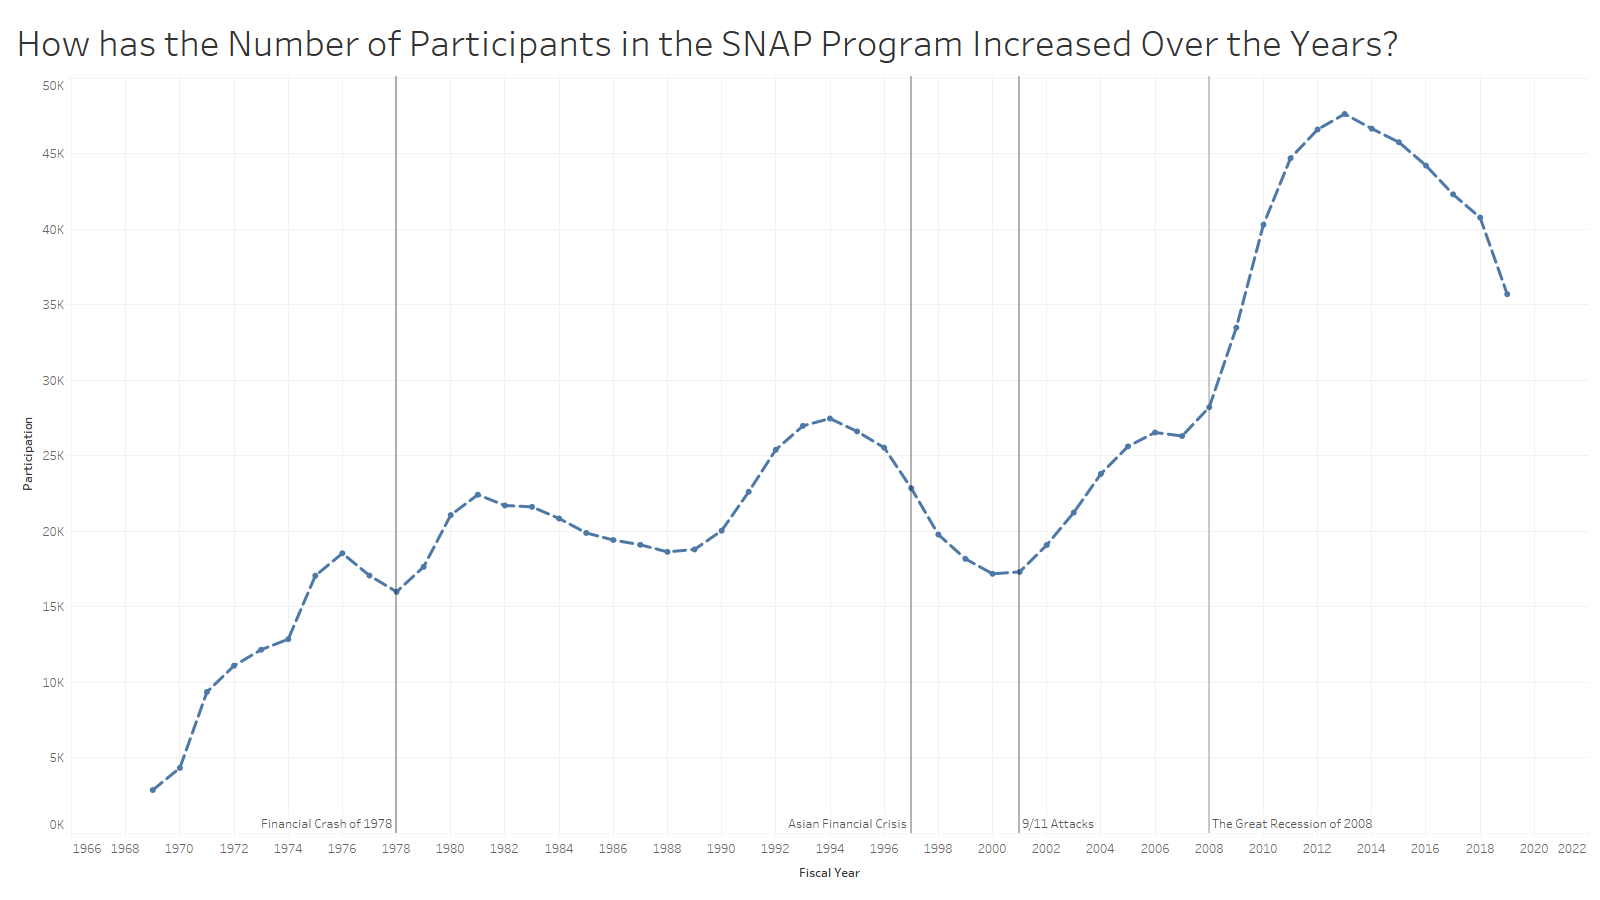 How has the Number of Participants in the SNAP Program Increased Over the Years?
50K
45K
40K
35K
30K
25K
20K
15K
10K
5K
0K
Participation
Financial Crash of 1978
Asian Financial Crisis
9/11 Attacks
The Great Recession of 2008
1966 1968 1970 1972 1974 1976 1978 1980 1982 1984 1986 1988 1990 1992 1994 1996 1998 2000 2002 2004 2006 2008 2010 2012 2014 2016 2018 2020 2022
Fiscal Year